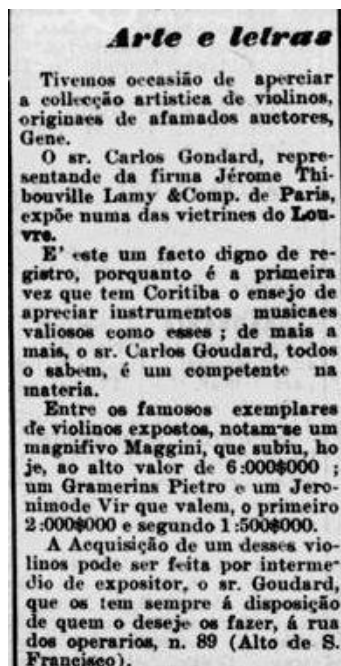 Arte e letras
Tivemos occasião de aperciar
a collecção artistica de violinos,
originaes de afamados auctores,
Gene.
O sr. Carlos Gondard, repre-
sentande da firma Jérome Thi-
bouville Lamy &Comp. de Paris,
expõe numa das victrines do Lou-
vre.
E' este um facto digno de re-
gistro, porquanto é a primeira
vez que tem Coritiba o ensejo de
apreciar instrumentos musicaes
valiosos como esses ; de mais a
mais, o sr. Carlos Goudard, todos
o sabem, é um competente na
materia.
Entre os famosos exemplares
de violinos expostos, notam-se um
magnifivo Maggini, que subiu, ho
je, ao alto valor de 6:000$000 ;
um Gramerins Pietro e um Jero-
nimode Vir que valem, o primeiro
2:000$000 e segundo 1:500$000.
A Acquisição de um desses vio-
linos pode ser feita por interme-
dio de expositor, o sr. Goudard,
que os tem sempre á disposição
de quem o deseje os fazer, á rua
dos operarios, n. 89 (Alto de S.
Francisco).